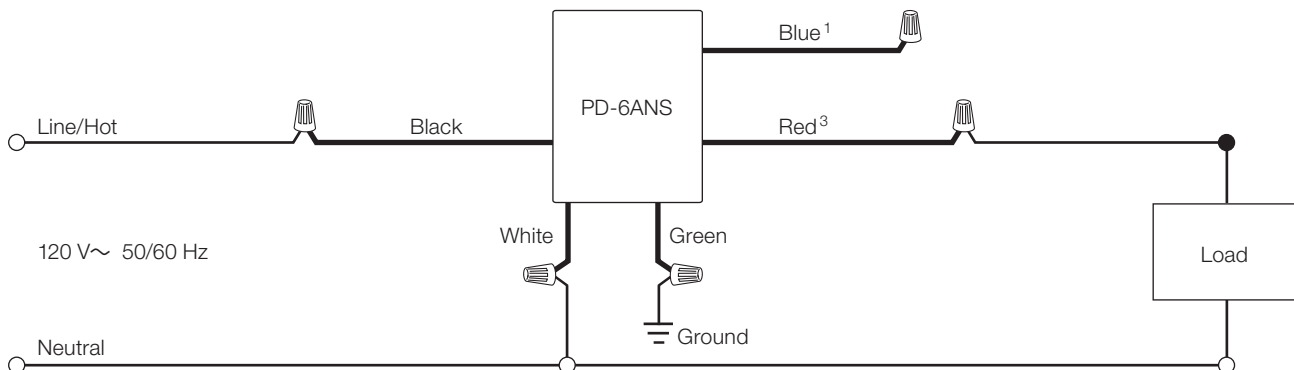 Blue¹
PD-6ANS
Line/Hot
Black
Red³
White
Green
120 V～ 50/60 Hz
Load
Ground
Neutral